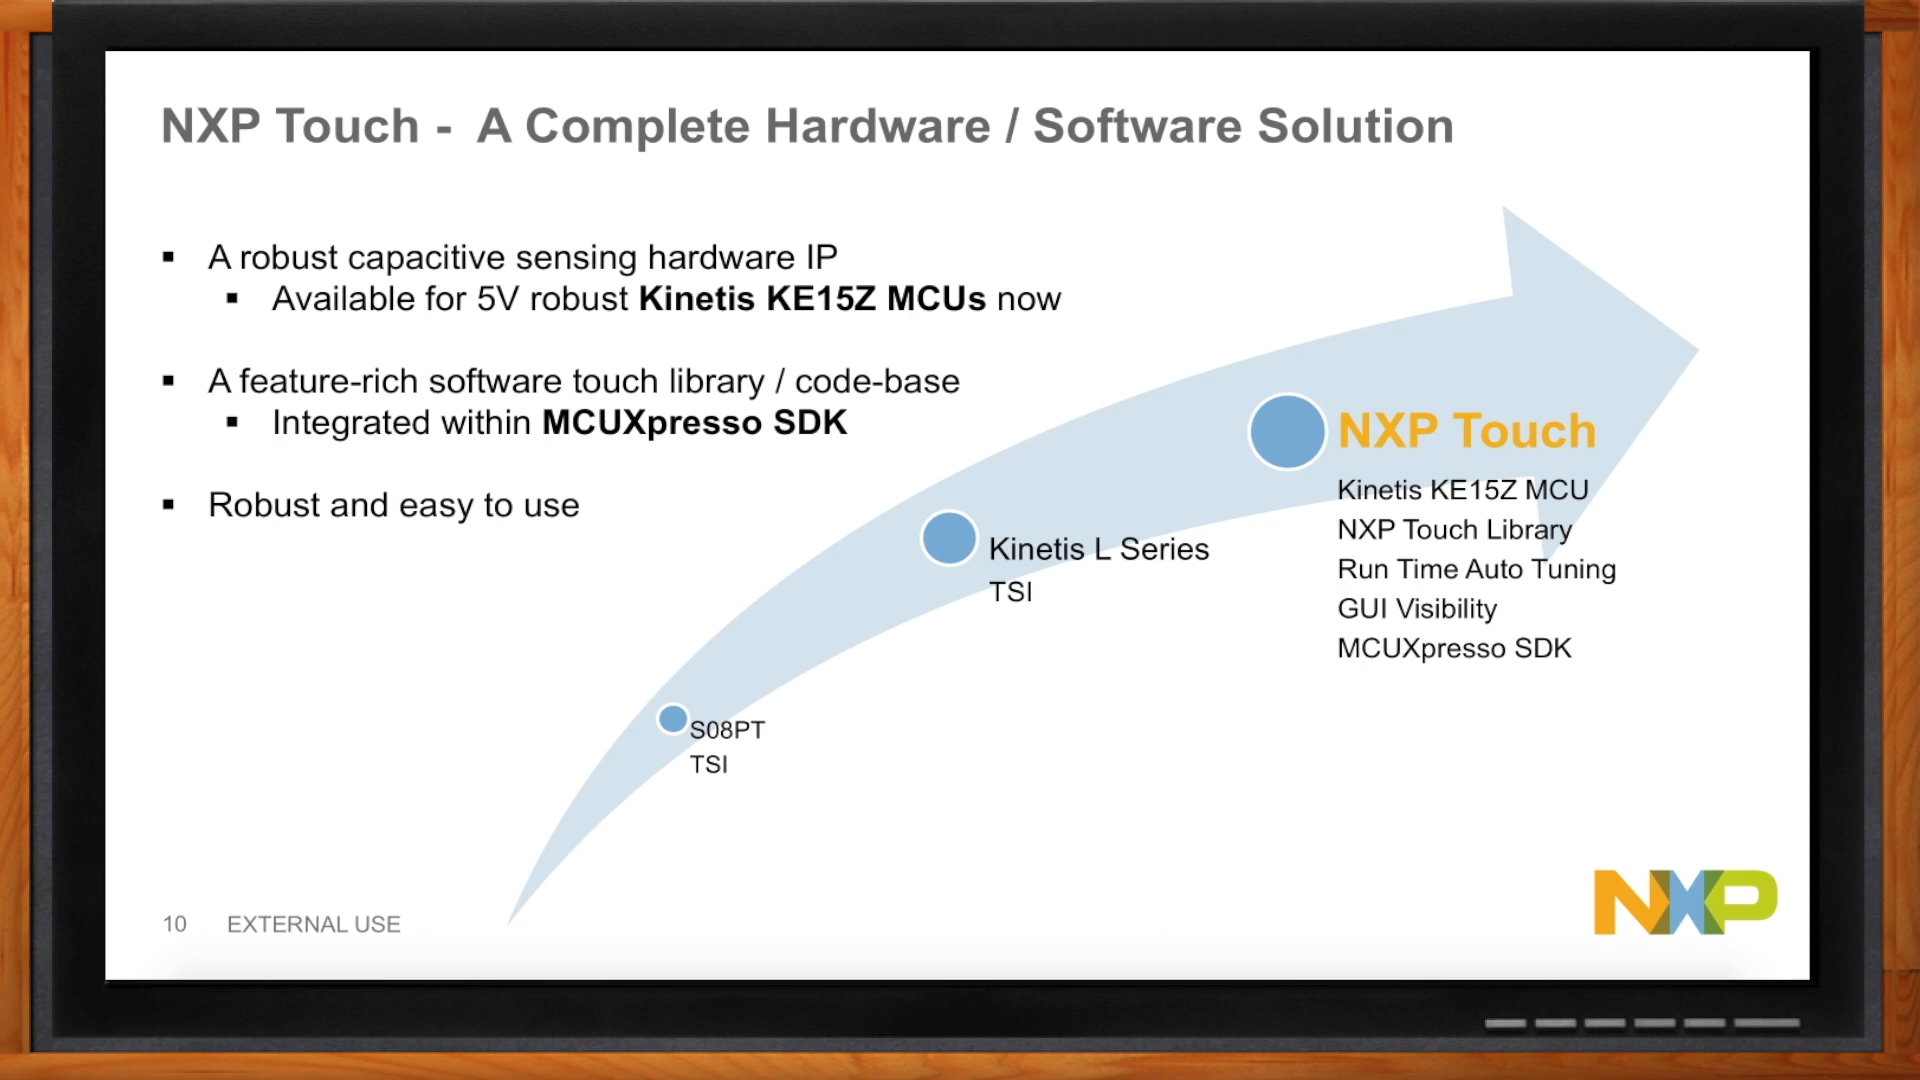 NXP Touch - A Complete Hardware / Software Solution
▪ A robust capacitive sensing hardware IP
▪ Available for 5V robust Kinetis KE15Z MCUs now
▪ A feature-rich software touch library / code-base
▪ Integrated within MCUXpresso SDK
▪ Robust and easy to use
NXP Touch
Kinetis KE15Z MCU
NXP Touch Library
Run Time Auto Tuning
GUI Visibility
MCUXpresso SDK
Kinetis L Series
TSI
S08PT
TSI
10 EXTERNAL USE
NXP